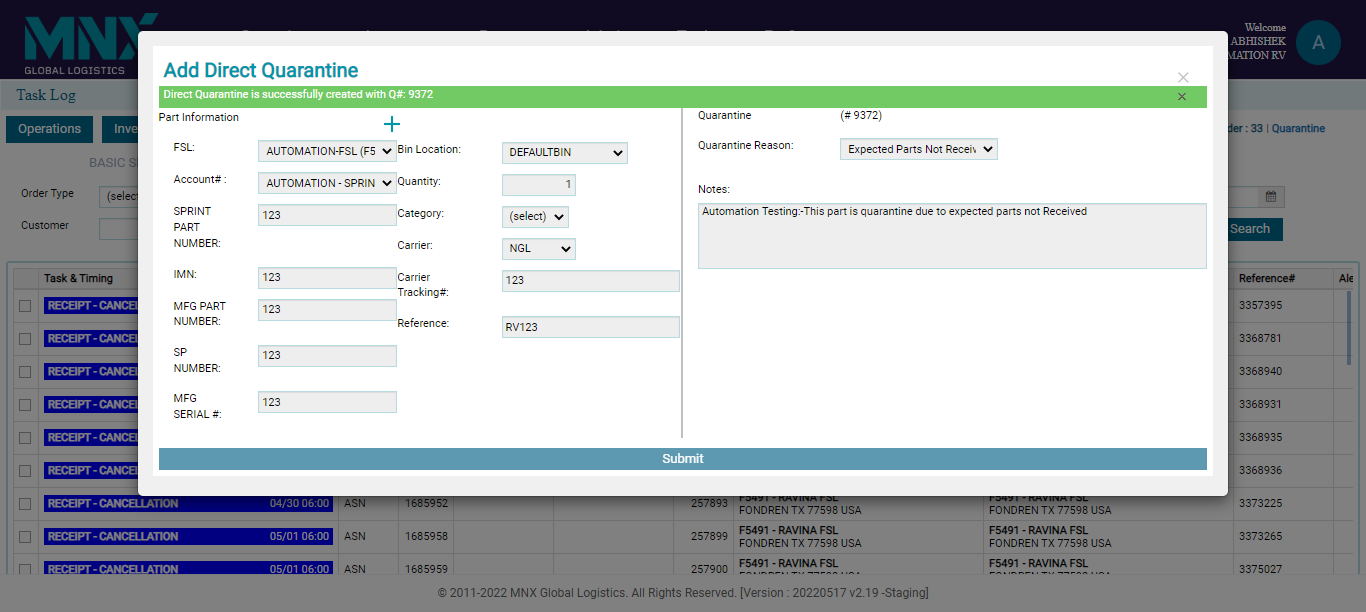 MNX
GLOBAL LOGISTICS
Welcome
ABHISHEK
MATION RV
A
Task Log
Operations
Inve
der : 33 | Quarantine
BASIC S
Order Type
(select
Customer
Search
Add Direct Quarantine
×
Direct Quarantine is successfully created with Q#: 9372
×
Part Information
+
FSL:
AUTOMATION-FSL (F5
Bin Location:
DEFAULTBIN
Account# :
AUTOMATION - SPRIN
Quantity:
1
SPRINT
PART
NUMBER:
123
Category:
(select)
Carrier:
NGL
IMN:
123
Carrier
Tracking#:
123
MFG PART
NUMBER:
123
Reference:
RV123
SP
NUMBER:
123
MFG
SERIAL #:
123
Quarantine
(# 9372)
Quarantine Reason:
Expected Parts Not Receiv
Notes:
Automation Testing:-This part is quarantine due to expected parts not Received
Submit
Task & Timing
Reference#
Ale
RECEIPT - CANCEL
3357395
RECEIPT - CANCEL
3368781
RECEIPT - CANCEL
3368940
RECEIPT - CANCEL
3368931
RECEIPT - CANCEL
3368935
RECEIPT - CANCEL
3368936
RECEIPT - CANCELLATION 04/30 06:00 ASN 1685952 257893 F5491 - RAVINA FSL F5491 - RAVINA FSL 3373225
FONDREN TX 77598 USA FONDREN TX 77598 USA
RECEIPT - CANCELLATION 05/01 06:00 ASN 1685958 257899 F5491 - RAVINA FSL F5491 - RAVINA FSL 3373265
FONDREN TX 77598 USA FONDREN TX 77598 USA
RECEIPT - CANCELLATION 05/01 06:00 ASN 1685959 257900 F5491 - RAVINA FSL F5491 - RAVINA FSL 3375027
FONDREN TX 77598 USA FONDREN TX 77598 USA
© 2011-2022 MNX Global Logistics. All Rights Reserved. [Version : 20220517 v2.19 -Staging]